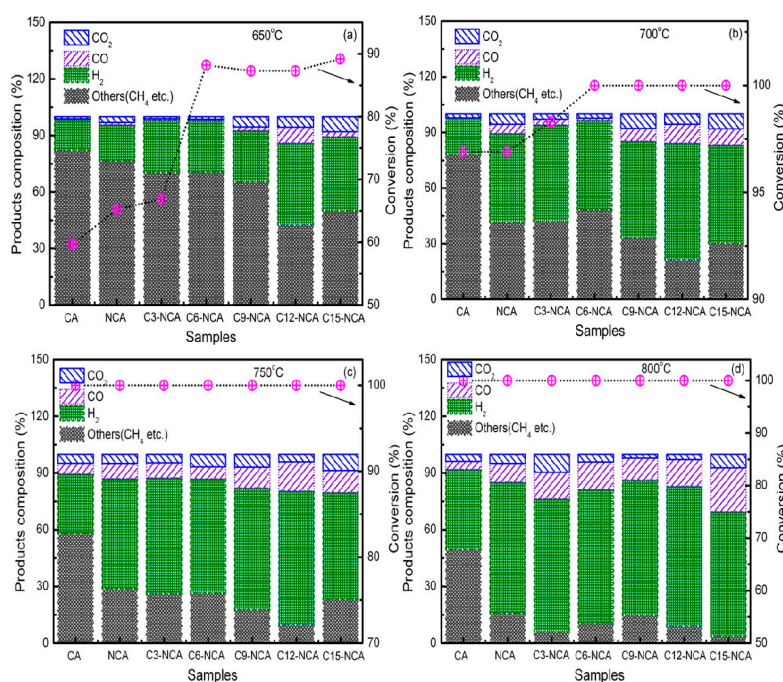 150
120
90
60
30
0
Products composition (%)
CO2
CO
H2
Others(CH4 etc.)
650°C
(a)
90
80
70
60
50
Conversion (%)
CA NCA C3-NCA C6-NCA C9-NCA C12-NCA C15-NCA
Samples
150
120
90
60
30
0
Products composition (%)
CO2
CO
H2
Others(CH4 etc.)
700°C
(b)
100
95
90
Conversion (%)
CA NCA C3-NCA C6-NCA C9-NCA C12-NCA C15-NCA
Samples
150
120
90
60
30
0
Products composition (%)
CO2
CO
H2
Others(CH4 etc.)
750°C
(c)
100
90
80
70
Conversion (%)
CA NCA C3-NCA C6-NCA C9-NCA C12-NCA C15-NCA
Samples
150
120
90
60
30
0
Products composition (%)
CO2
CO
H2
Others(CH4 etc.)
800°C
(d)
100
90
80
70
60
50
Conversion (%)
CA NCA C3-NCA C6-NCA C9-NCA C12-NCA C15-NCA
Samples